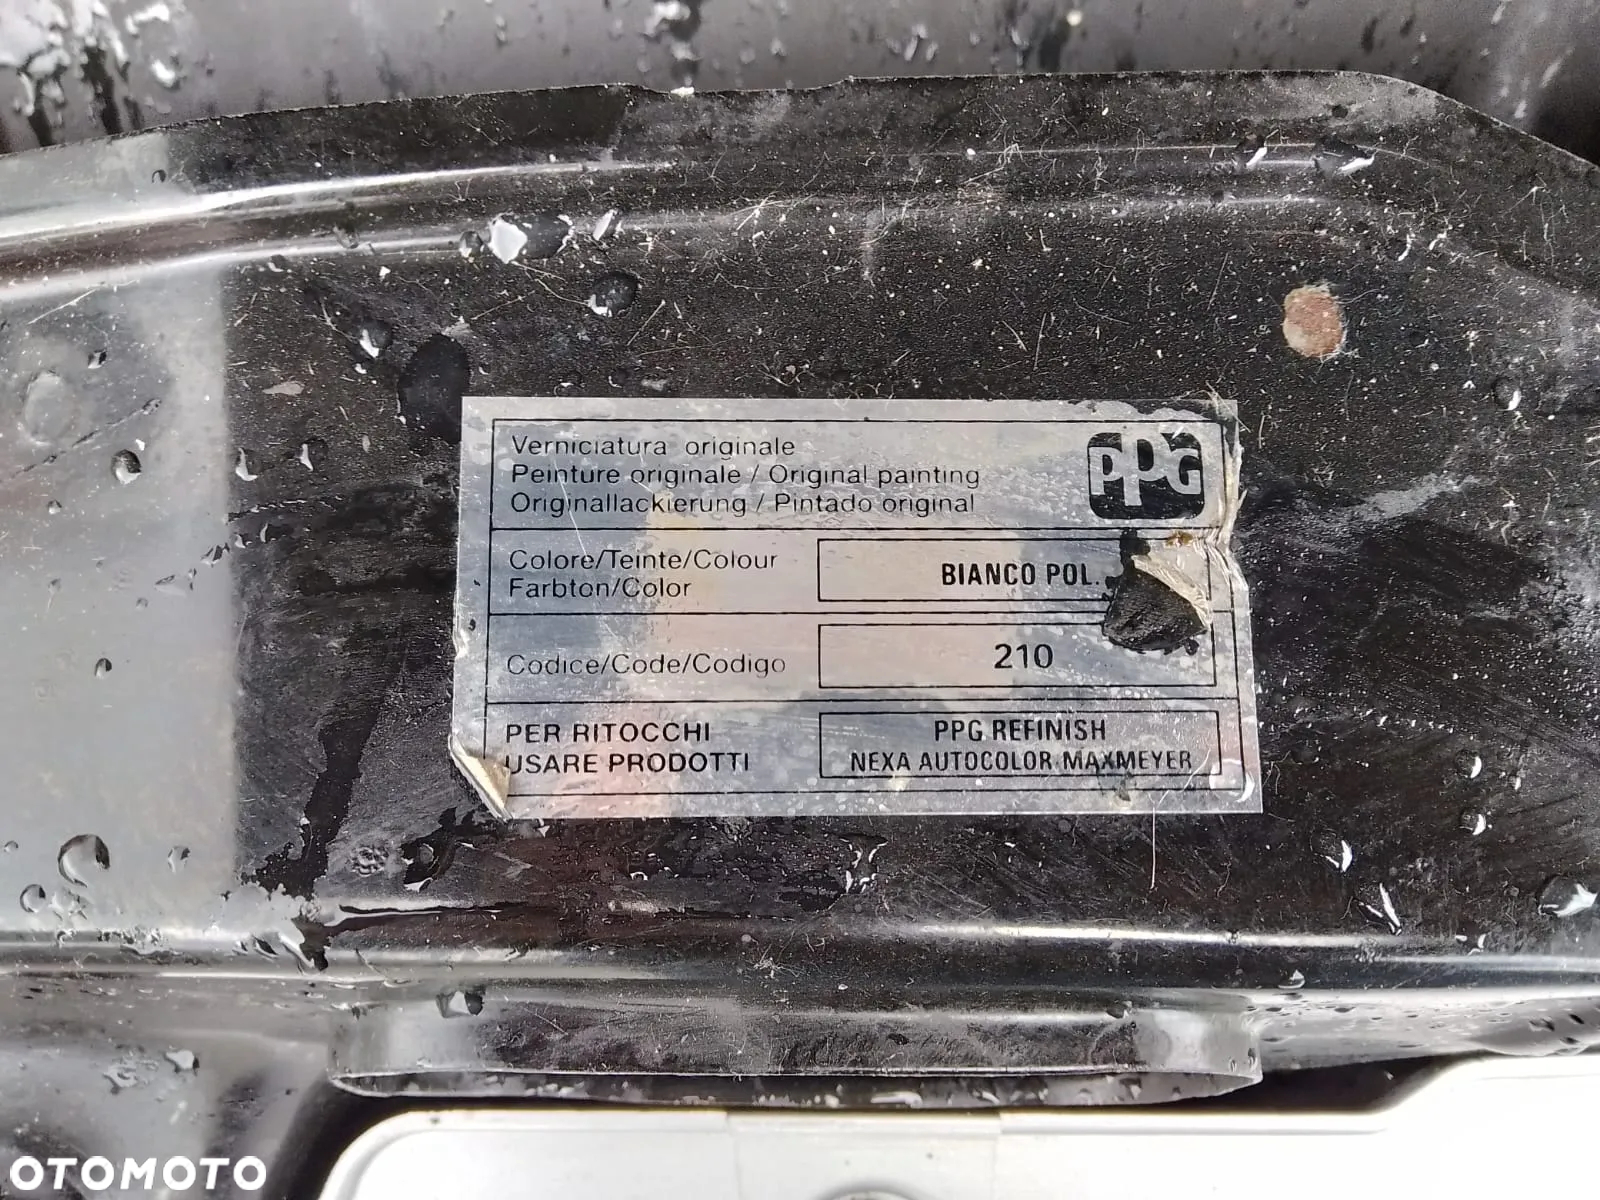 Verniciatura originale
Peinture originale / Original painting
Originallackierung / Pintado original
PPG
Colore/Teinte/Colour
Farbton/Color
BIANCO POL.
Codice/Code/Codigo
210
PER RITOCCHI
USARE PRODOTTI
PPG REFINISH
NEXA AUTOCOLOR-MAXMEYER
OTOMOTO